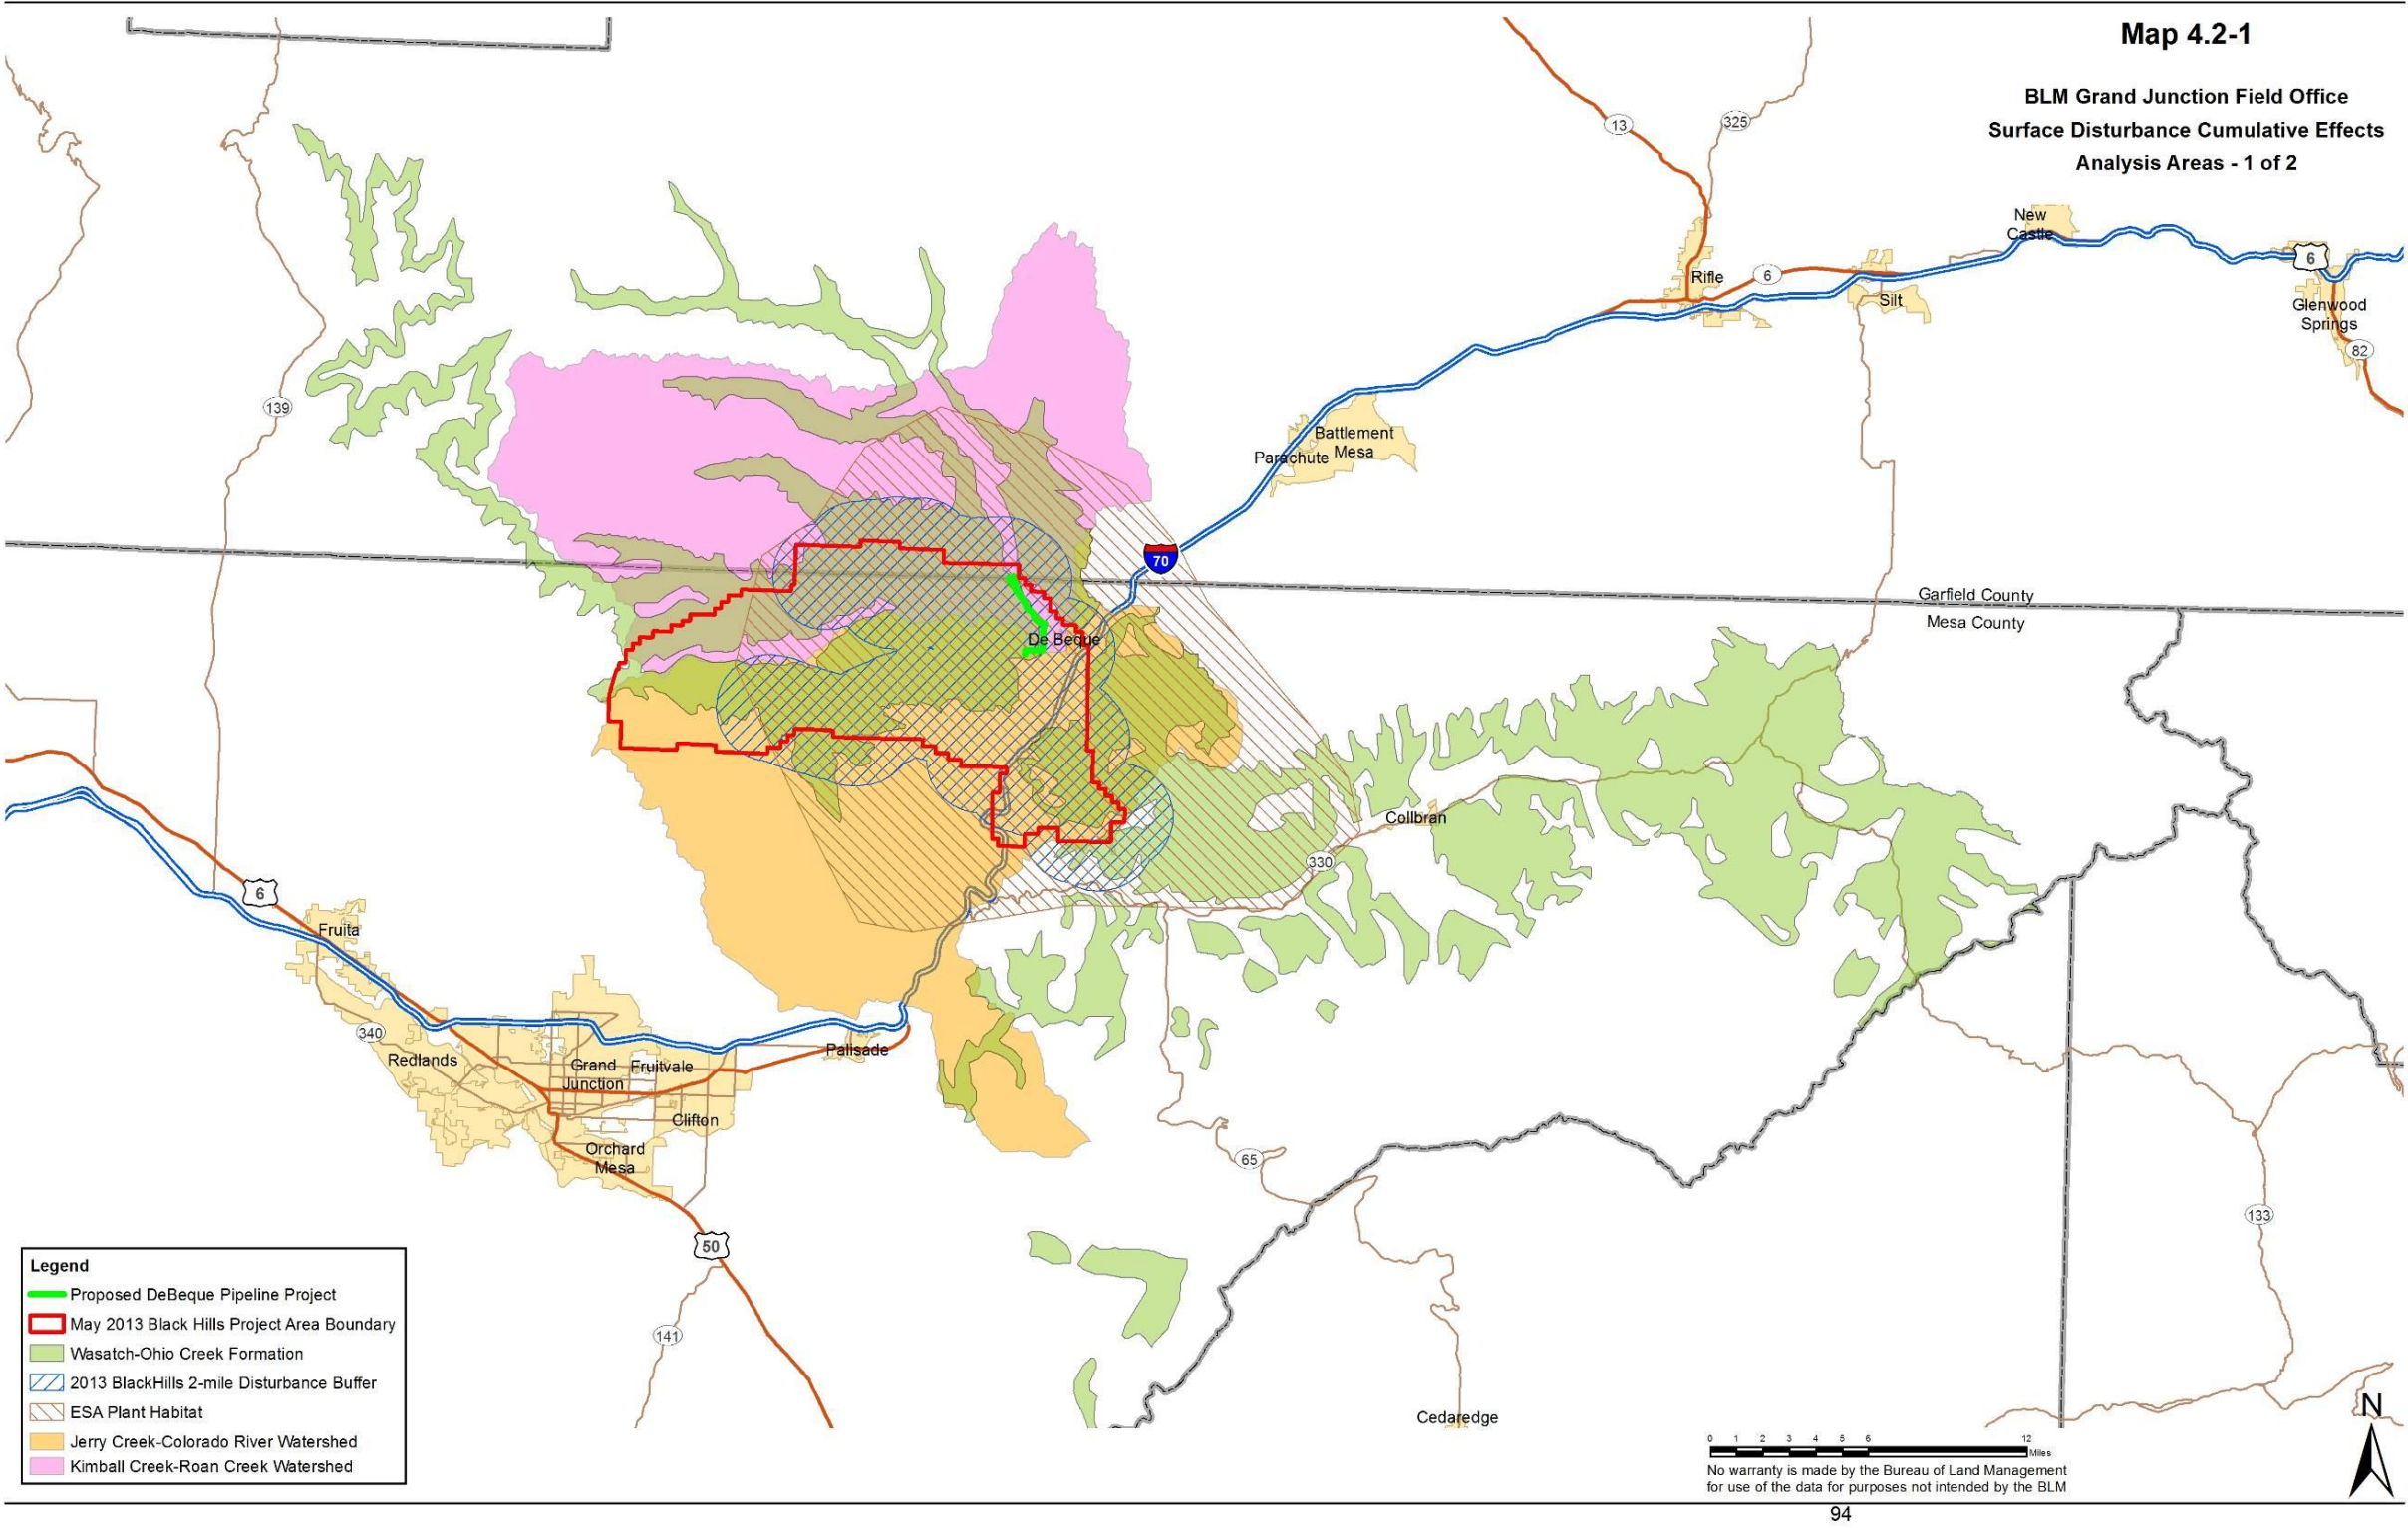 Map 4.2-1
BLM Grand Junction Field Office
Surface Disturbance Cumulative Effects
Analysis Areas - 1 of 2
13
325
New
Castle
6
Rifle
6
Silt
Glenwood
Springs
82
139
Battlement
Mesa
Parachute
70
Garfield County
Mesa County
De Beque
Collbran
330
6
Fruita
340
Redlands
Grand
Junction
Fruitvale
Palisade
Clifton
Orchard
Mesa
65
133
50
141
Cedaredge
Legend
Proposed DeBeque Pipeline Project
May 2013 Black Hills Project Area Boundary
Wasatch-Ohio Creek Formation
2013 BlackHills 2-mile Disturbance Buffer
ESA Plant Habitat
Jerry Creek-Colorado River Watershed
Kimball Creek-Roan Creek Watershed
N
0 1 2 3 4 5 6 12
Miles
No warranty is made by the Bureau of Land Management
for use of the data for purposes not intended by the BLM
94